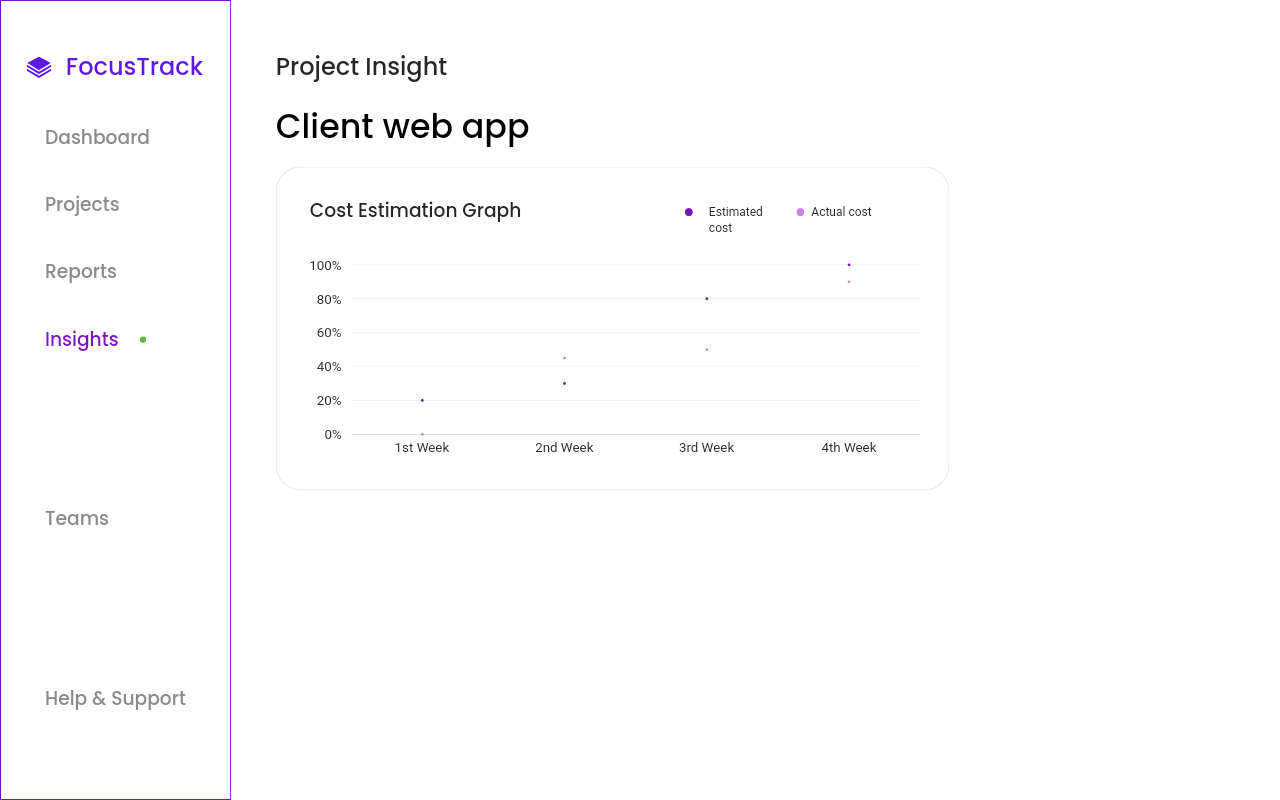 FocusTrack
Dashboard
Projects
Reports
Insights
Teams
Help & Support
Project Insight
Client web app
Cost Estimation Graph
Estimated
cost
Actual cost
100%
80%
60%
40%
20%
0%
1st Week
2nd Week
3rd Week
4th Week